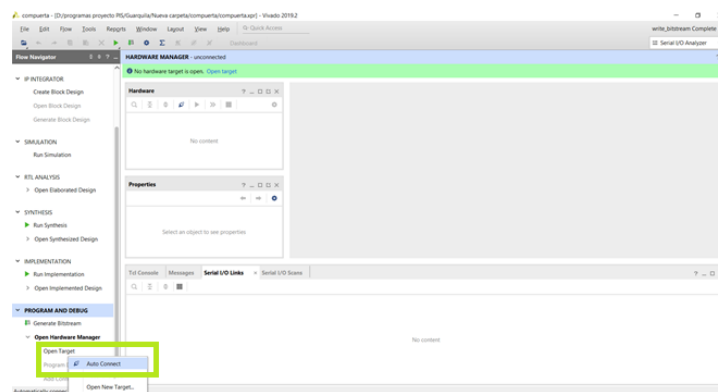 compuerta - [D:/programas proyecto PIS/Guarquila/Nueva carpeta/compuerta/compuerta.xpr] - Vivado 2019.2
File Edit Flow Tools Reports Window Layout View Help Quick Access
write_bitstream Complete
Dashboard
Serial I/O Analyzer
Flow Navigator
HARDWARE MANAGER - unconnected
No hardware target is open. Open target
IP INTEGRATOR
Create Block Design
Open Block Design
Generate Block Design
SIMULATION
Run Simulation
RTL ANALYSIS
Open Elaborated Design
SYNTHESIS
Run Synthesis
Open Synthesized Design
IMPLEMENTATION
Run Implementation
Open Implemented Design
PROGRAM AND DEBUG
Generate Bitstream
Open Hardware Manager
Open Target
Auto Connect
Program
Open New Target...
Hardware
No content
Properties
Select an object to see properties
Tcl Console Messages Serial I/O Links Serial I/O Scans
No content